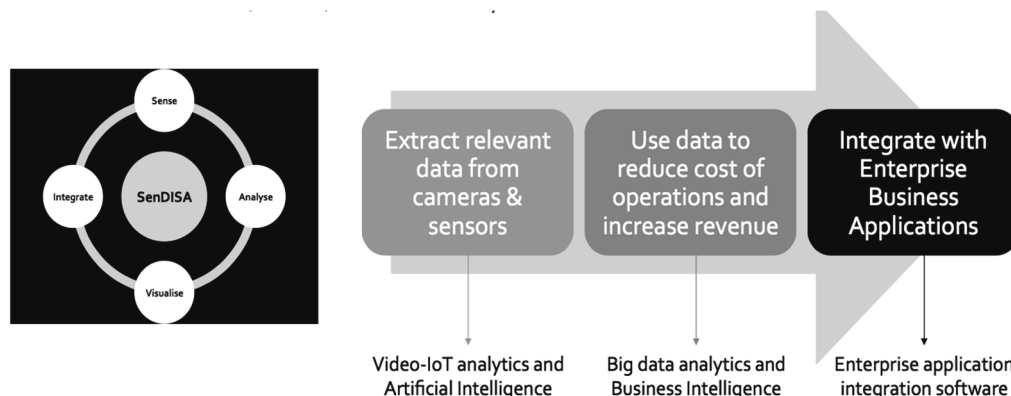 Sense
Integrate
SenDISA
Analyse
Visualise
Extract relevant
data from
cameras &
sensors
Use data to
reduce cost of
operations and
increase revenue
Integrate with
Enterprise
Business
Applications
Video-IoT analytics and
Artificial Intelligence
Big data analytics and
Business Intelligence
Enterprise application
integration software